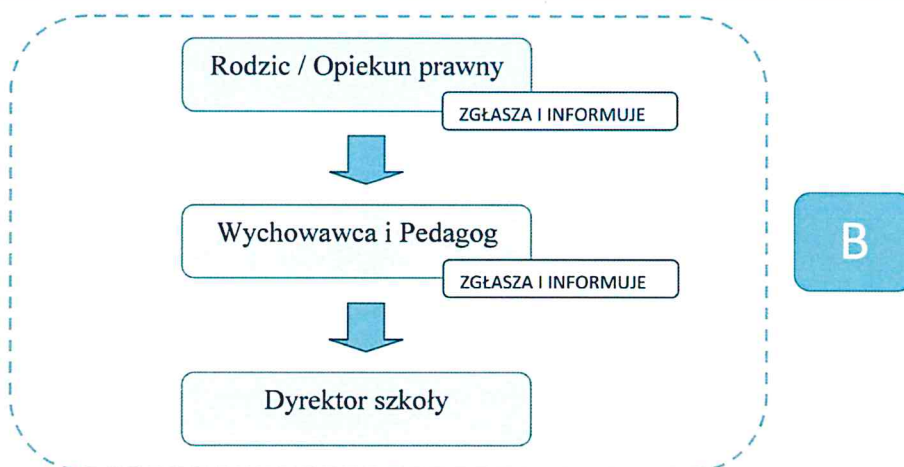 Rodzic / Opiekun prawny
ZGŁASZA I INFORMUJE
Wychowawca i Pedagog
ZGŁASZA I INFORMUJE
B
Dyrektor szkoły